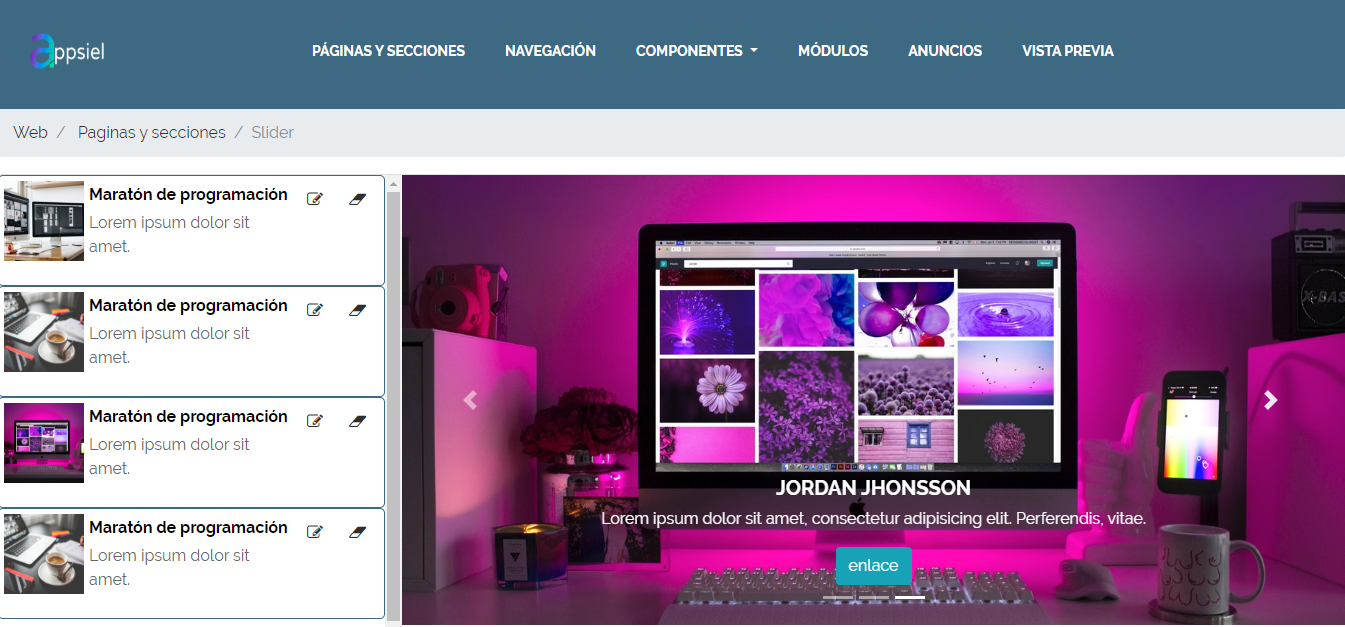 appsiel
PÁGINAS Y SECCIONES
NAVEGACIÓN
COMPONENTES
MÓDULOS
ANUNCIOS
VISTA PREVIA
Web / Paginas y secciones / Slider
Maratón de programación
Lorem ipsum dolor sit
amet.
Maratón de programación
Lorem ipsum dolor sit
amet.
Maratón de programación
Lorem ipsum dolor sit
amet.
Maratón de programación
Lorem ipsum dolor sit
amet.
X-BAS
JORDAN JHONSSON
Lorem ipsum dolor sit amet, consectetur adipisicing elit. Perferendis, vitae.
enlace